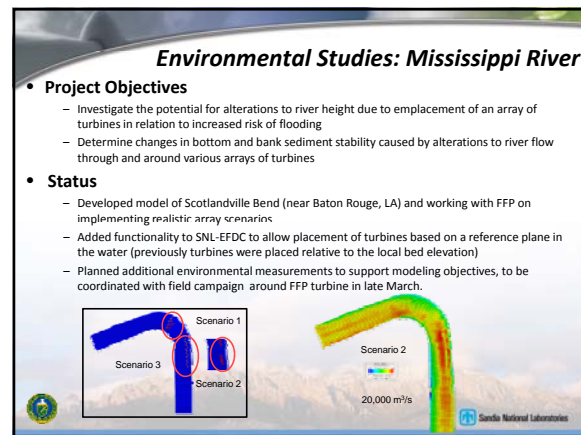 Environmental Studies: Mississippi River
• Project Objectives
– Investigate the potential for alterations to river height due to emplacement of an array of
turbines in relation to increased risk of flooding
– Determine changes in bottom and bank sediment stability caused by alterations to river flow
through and around various arrays of turbines
• Status
– Developed model of Scotlandville Bend (near Baton Rouge, LA) and working with FFP on
implementing realistic array scenarios
– Added functionality to SNL-EFDC to allow placement of turbines based on a reference plane in
the water (previously turbines were placed relative to the local bed elevation)
– Planned additional environmental measurements to support modeling objectives, to be
coordinated with field campaign around FFP turbine in late March.
Scenario 1
Scenario 3
Scenario 2
Scenario 2
20,000 m³/s
Sandia National Laboratories